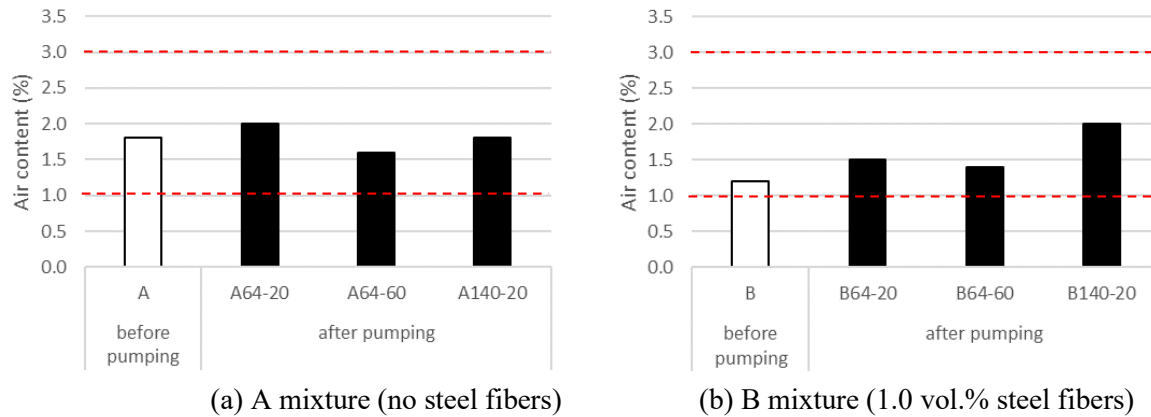 3.5
3.0
2.5
2.0
1.5
1.0
0.5
0.0
Air content (%)
A
A64-20
A64-60
A140-20
before
pumping
after pumping
(a) A mixture (no steel fibers)
3.5
3.0
2.5
2.0
1.5
1.0
0.5
0.0
Air content (%)
B
B64-20
B64-60
B140-20
before
pumping
after pumping
(b) B mixture (1.0 vol.% steel fibers)